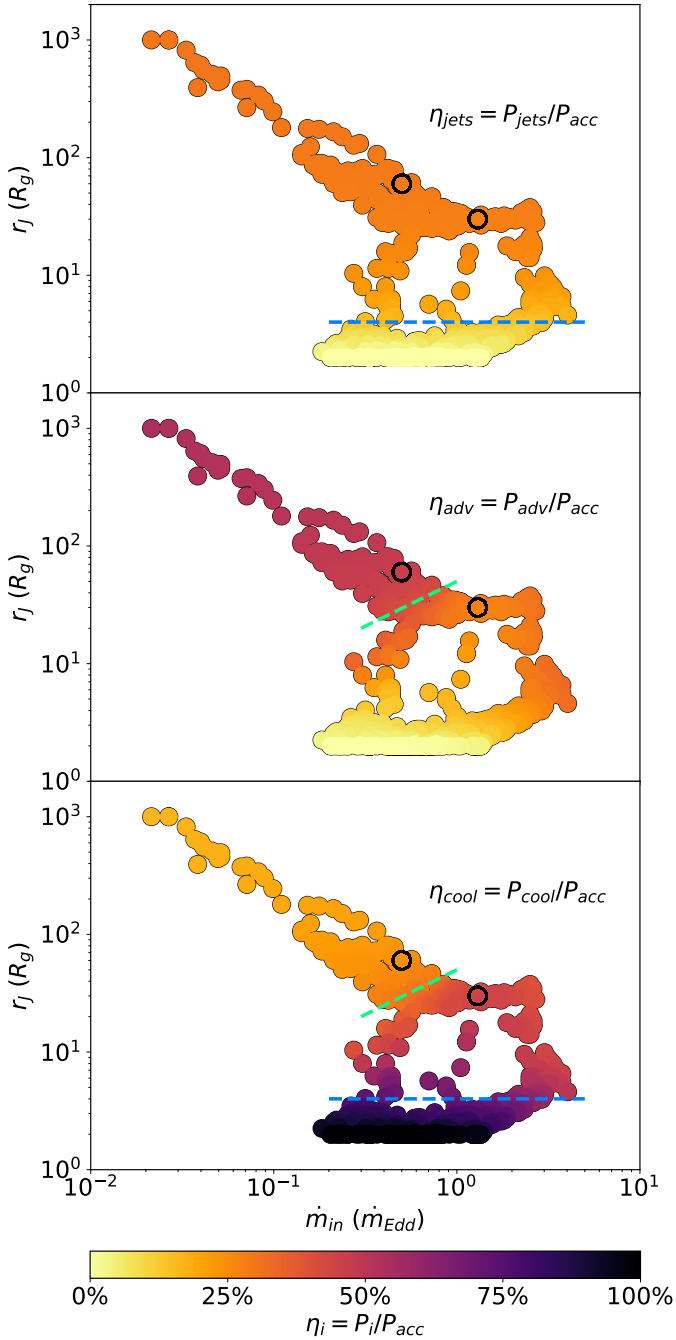 10³
η_jets = P_jets/P_acc
10²
r_J (R_g)
10¹
10⁰
10³
η_adv = P_adv/P_acc
10²
r_J (R_g)
10¹
10⁰
10³
η_cool = P_cool/P_acc
10²
r_J (R_g)
10¹
10⁰
10⁻² 10⁻¹ 10⁰ 10¹
ṁ_in (ṁ_Edd)
0% 25% 50% 75% 100%
η_i = P_i/P_acc